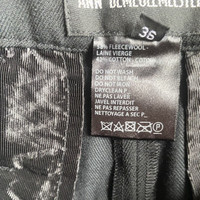 ANN DEMEULEMEESTER
36
FLEECEWOOL
LAINE VIERGE
COTTON - COTON
DO NOT WASH
DO NOT BLEACH
DO NOT IRON
DRYCLEAN P
NE PAS LAVER
JAVEL INTERDIT
NE PAS REPASSER
NETTOYAGE A SEC P